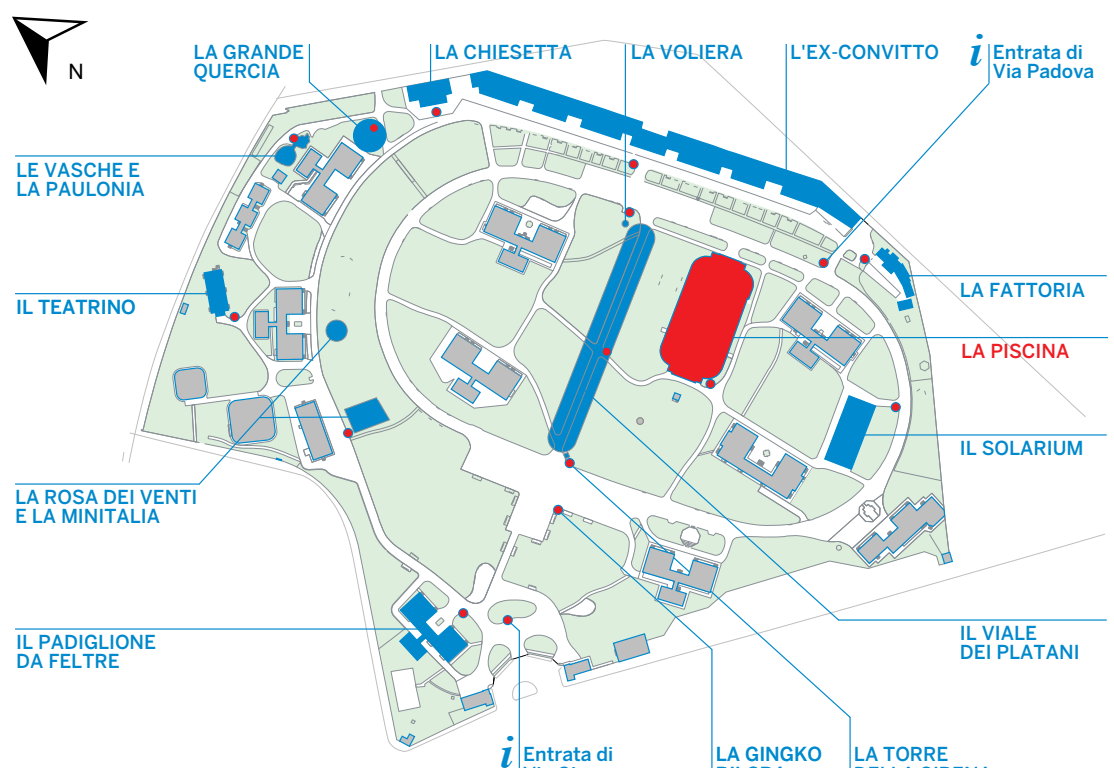 N
LA GRANDE
QUERCIA
LA CHIESETTA
LA VOLIERA
L'EX-CONVITTO
i Entrata di
Via Padova
LE VASCHE E
LA PAULONIA
IL TEATRINO
LA FATTORIA
LA PISCINA
IL SOLARIUM
LA ROSA DEI VENTI
E LA MINITALIA
IL PADIGLIONE
DA FELTRE
IL VIALE
DEI PLATANI
i Entrata di
LA GINGKO
LA TORRE